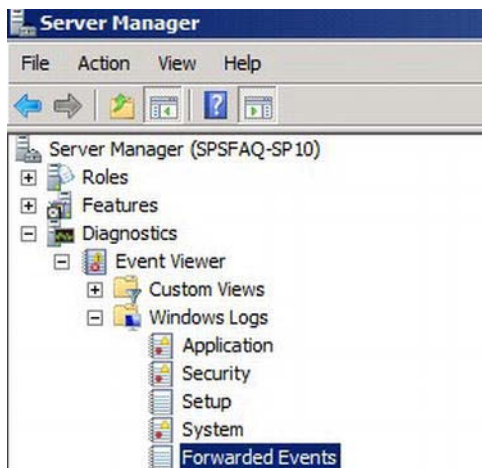 Server Manager
File Action View Help
Server Manager (SPSFAQ-SP10)
Roles
Features
Diagnostics
Event Viewer
Custom Views
Windows Logs
Application
Security
Setup
System
Forwarded Events